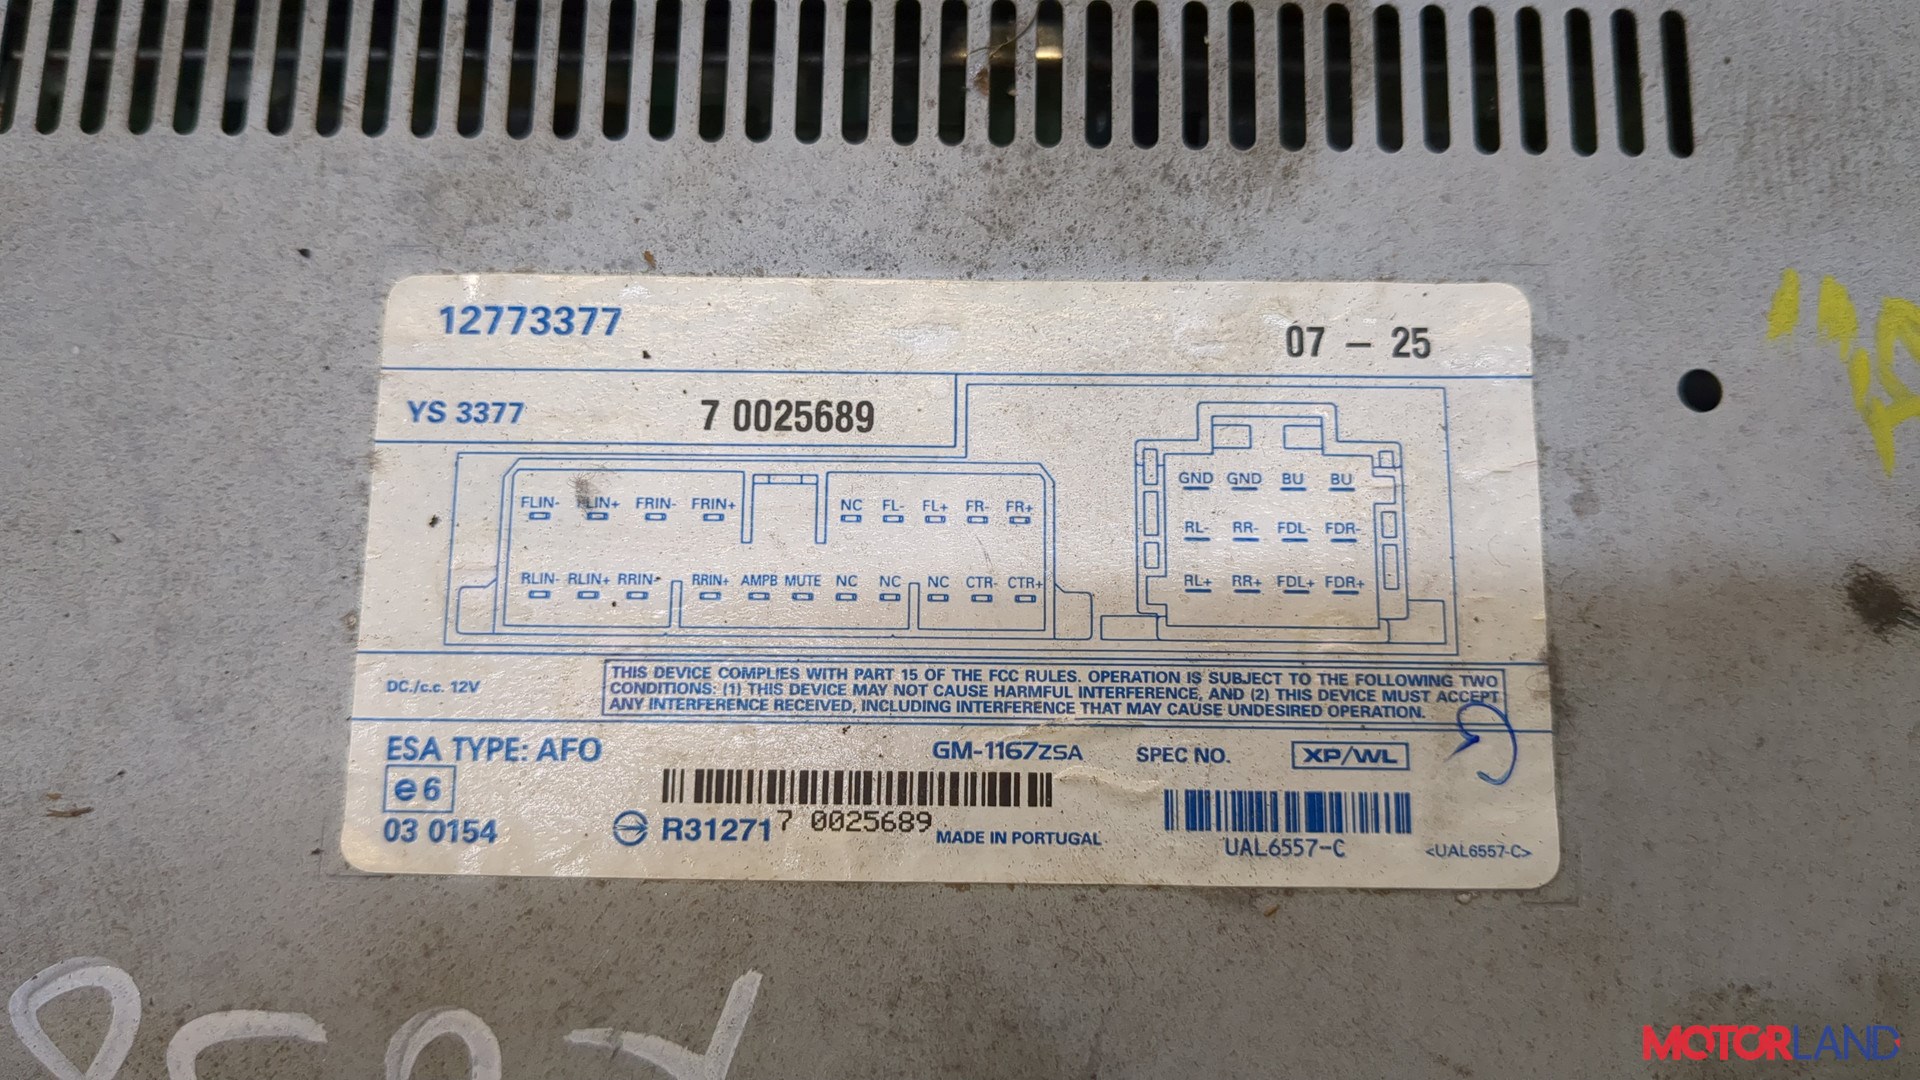 12773377
07 – 25
YS 3377
7 0025689
FLIN- FLIN+ FRIN- FRIN+ NC FL- FL+ FR- FR+
RLIN- RLIN+ RRIN- RRIN+ AMPB MUTE NC NC NC CTR- CTR+
GND GND BU BU
RL- RR- FDL- FDR-
RL+ RR+ FDL+ FDR+
DC./c.c. 12V
THIS DEVICE COMPLIES WITH PART 15 OF THE FCC RULES. OPERATION IS SUBJECT TO THE FOLLOWING TWO
CONDITIONS: (1) THIS DEVICE MAY NOT CAUSE HARMFUL INTERFERENCE, AND (2) THIS DEVICE MUST ACCEPT
ANY INTERFERENCE RECEIVED, INCLUDING INTERFERENCE THAT MAY CAUSE UNDESIRED OPERATION.
ESA TYPE: AFO
GM-1167ZSA
SPEC NO.
XP/WL
e6
03 0154
R31271
7 0025689
MADE IN PORTUGAL
UAL6557-C
<UAL6557-C>
MOTORLAND